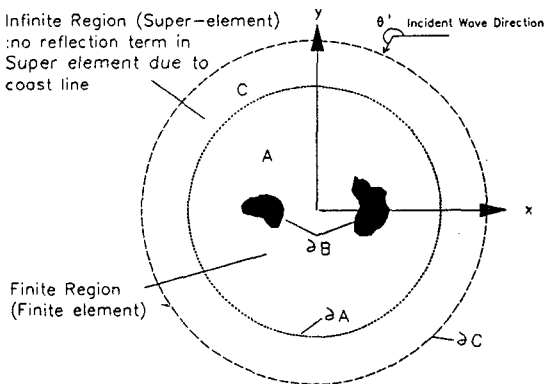 Infinite Region (Super-element)
:no reflection term in
Super element due to
coast line
y
θ' Incident Wave Direction
C
A
x
∂B
Finite Region
(Finite element)
∂A
∂C